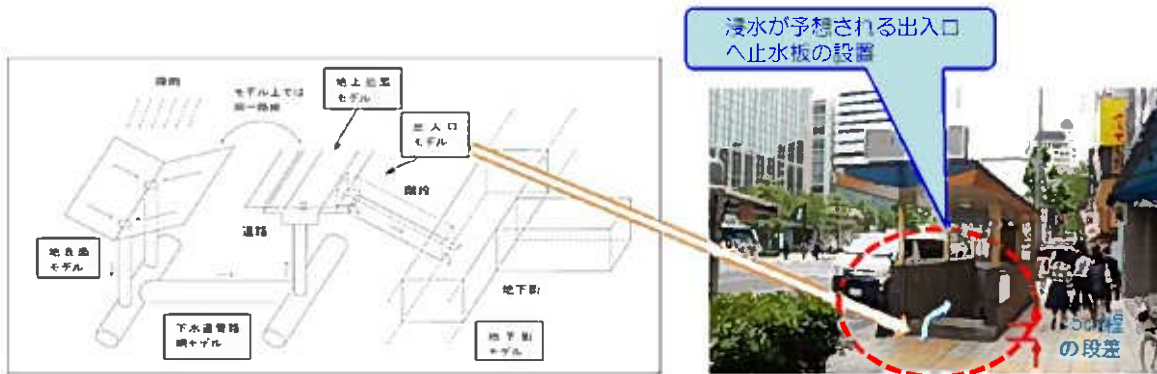 浸水が予想される出入口
へ止水板の設置
降雨
モデル上では
同一路線
地上氾濫
モデル
出入口
モデル
階段
道路
地表面
モデル
地下街
下水道管路
網モデル
地下街
モデル
の段差